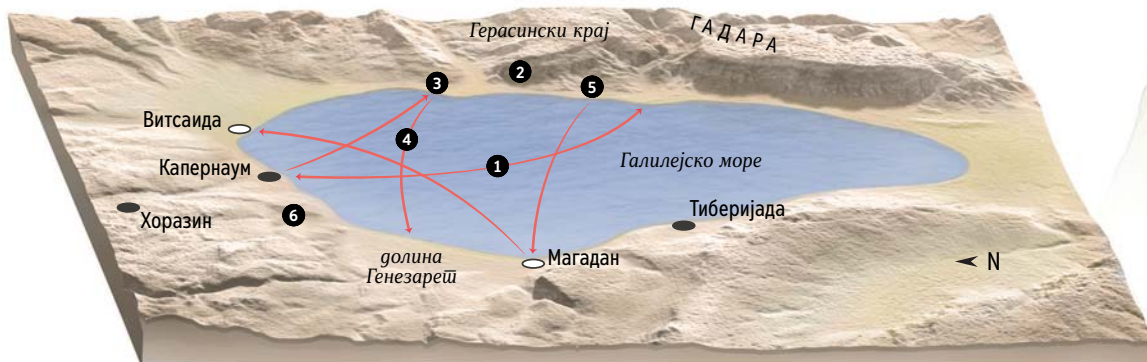 Герасински крај
ГАДАРА
3
2
5
Витсаида
4
Капернаум
1
Галилејско море
Хоразин
6
Тиберијада
долина
Генезарет
Магадан
N